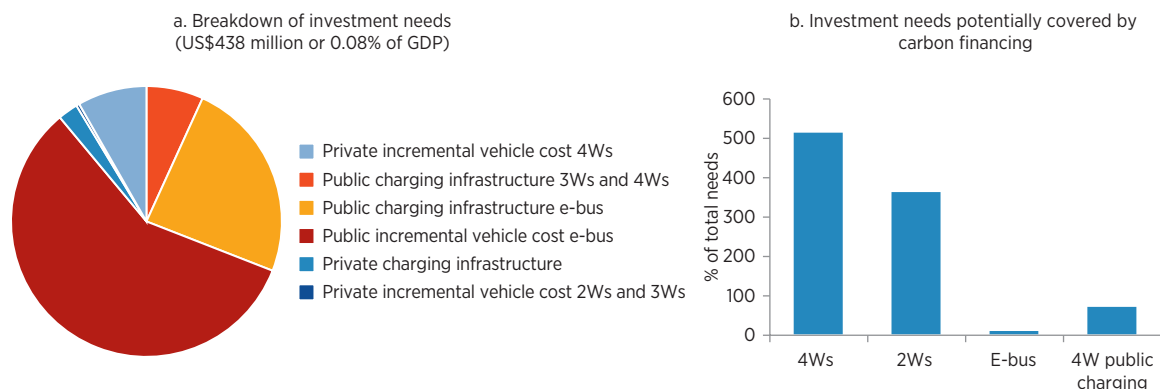 a. Breakdown of investment needs
(US$438 million or 0.08% of GDP)
Private incremental vehicle cost 4Ws
Public charging infrastructure 3Ws and 4Ws
Public charging infrastructure e-bus
Public incremental vehicle cost e-bus
Private charging infrastructure
Private incremental vehicle cost 2Ws and 3Ws
b. Investment needs potentially covered by
carbon financing
% of total needs
600
500
400
300
200
100
0
4Ws
2Ws
E-bus
4W public
charging